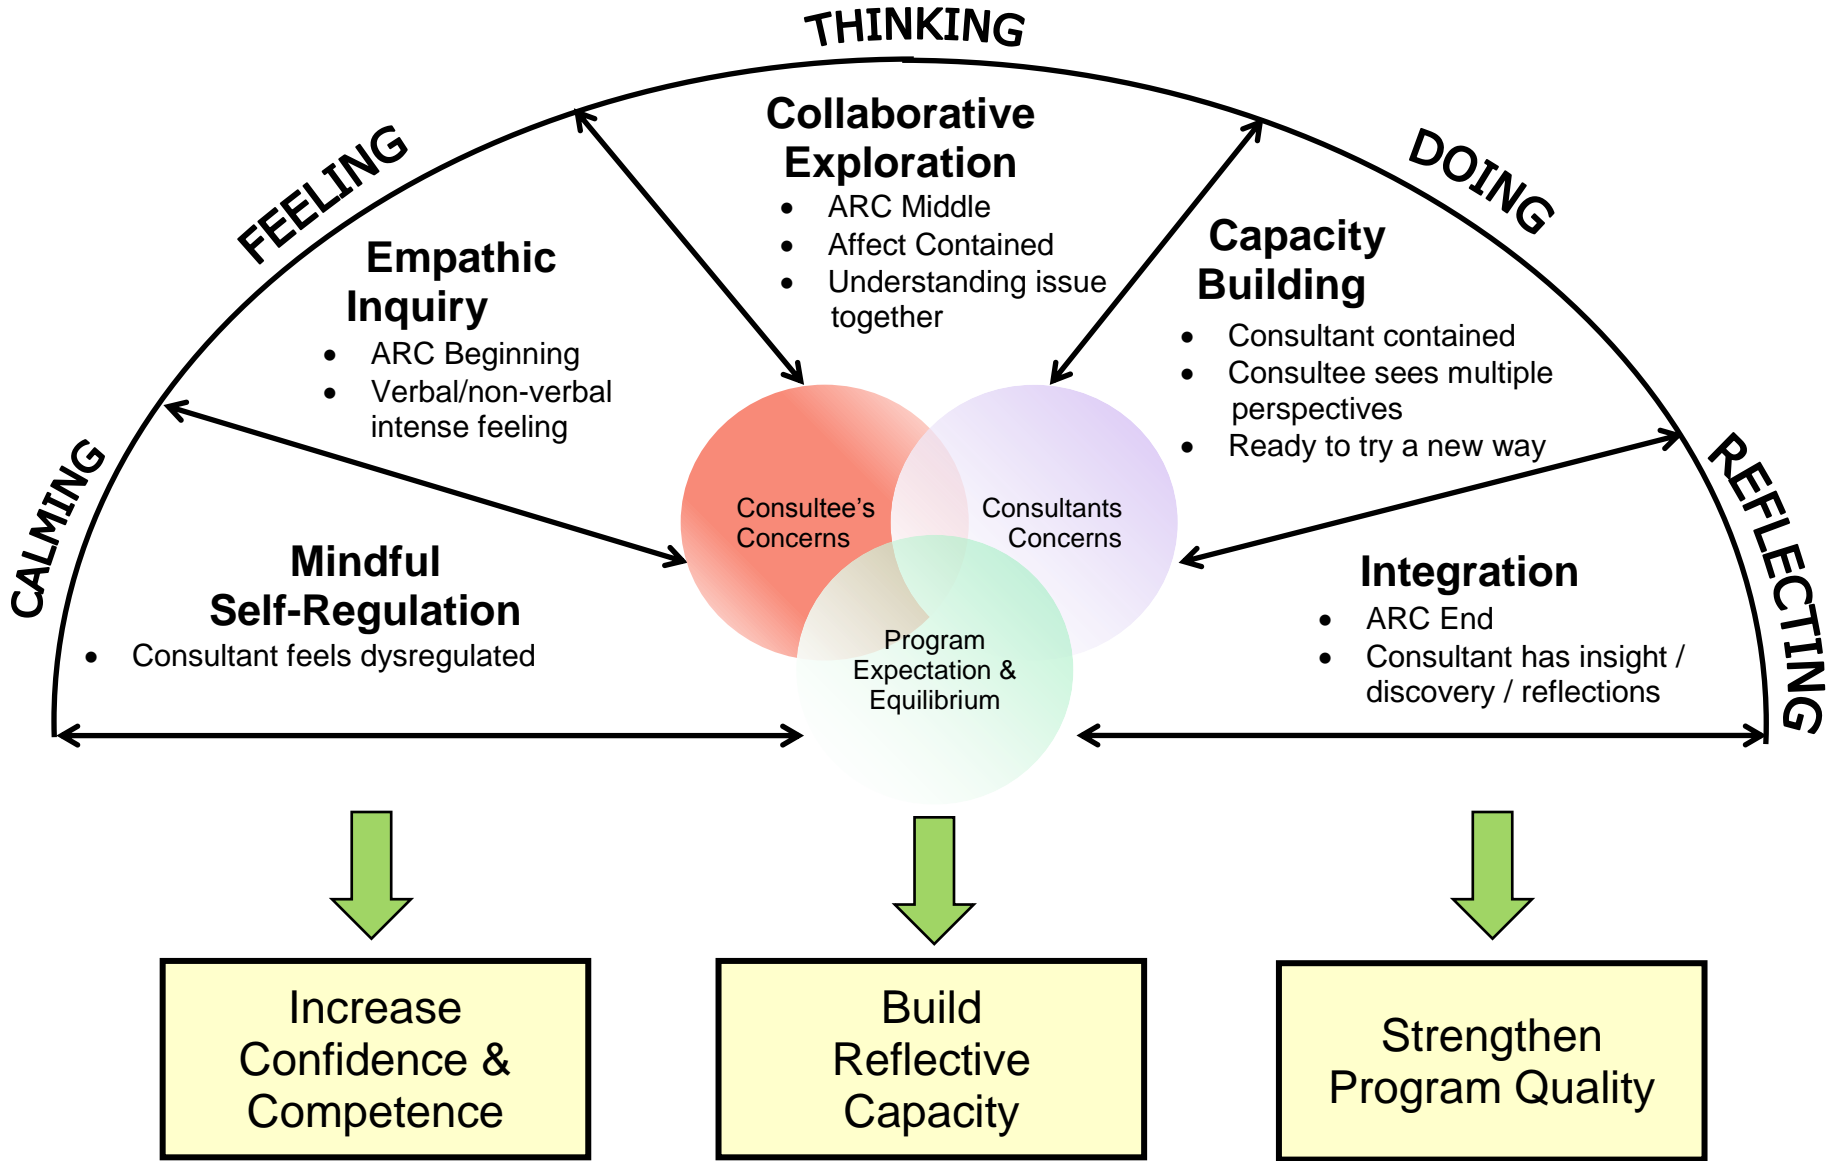 THINKING
FEELING
DOING
CALMING
REFLECTING
Collaborative
Exploration
• ARC Middle
• Affect Contained
• Understanding issue
together
Empathic
Inquiry
• ARC Beginning
• Verbal/non-verbal
intense feeling
Capacity
Building
• Consultant contained
• Consultee sees multiple
perspectives
• Ready to try a new way
Mindful
Self-Regulation
• Consultant feels dysregulated
Consultee’s
Concerns
Consultants
Concerns
Program
Expectation &
Equilibrium
Integration
• ARC End
• Consultant has insight /
discovery / reflections
Increase
Confidence &
Competence
Build
Reflective
Capacity
Strengthen
Program Quality